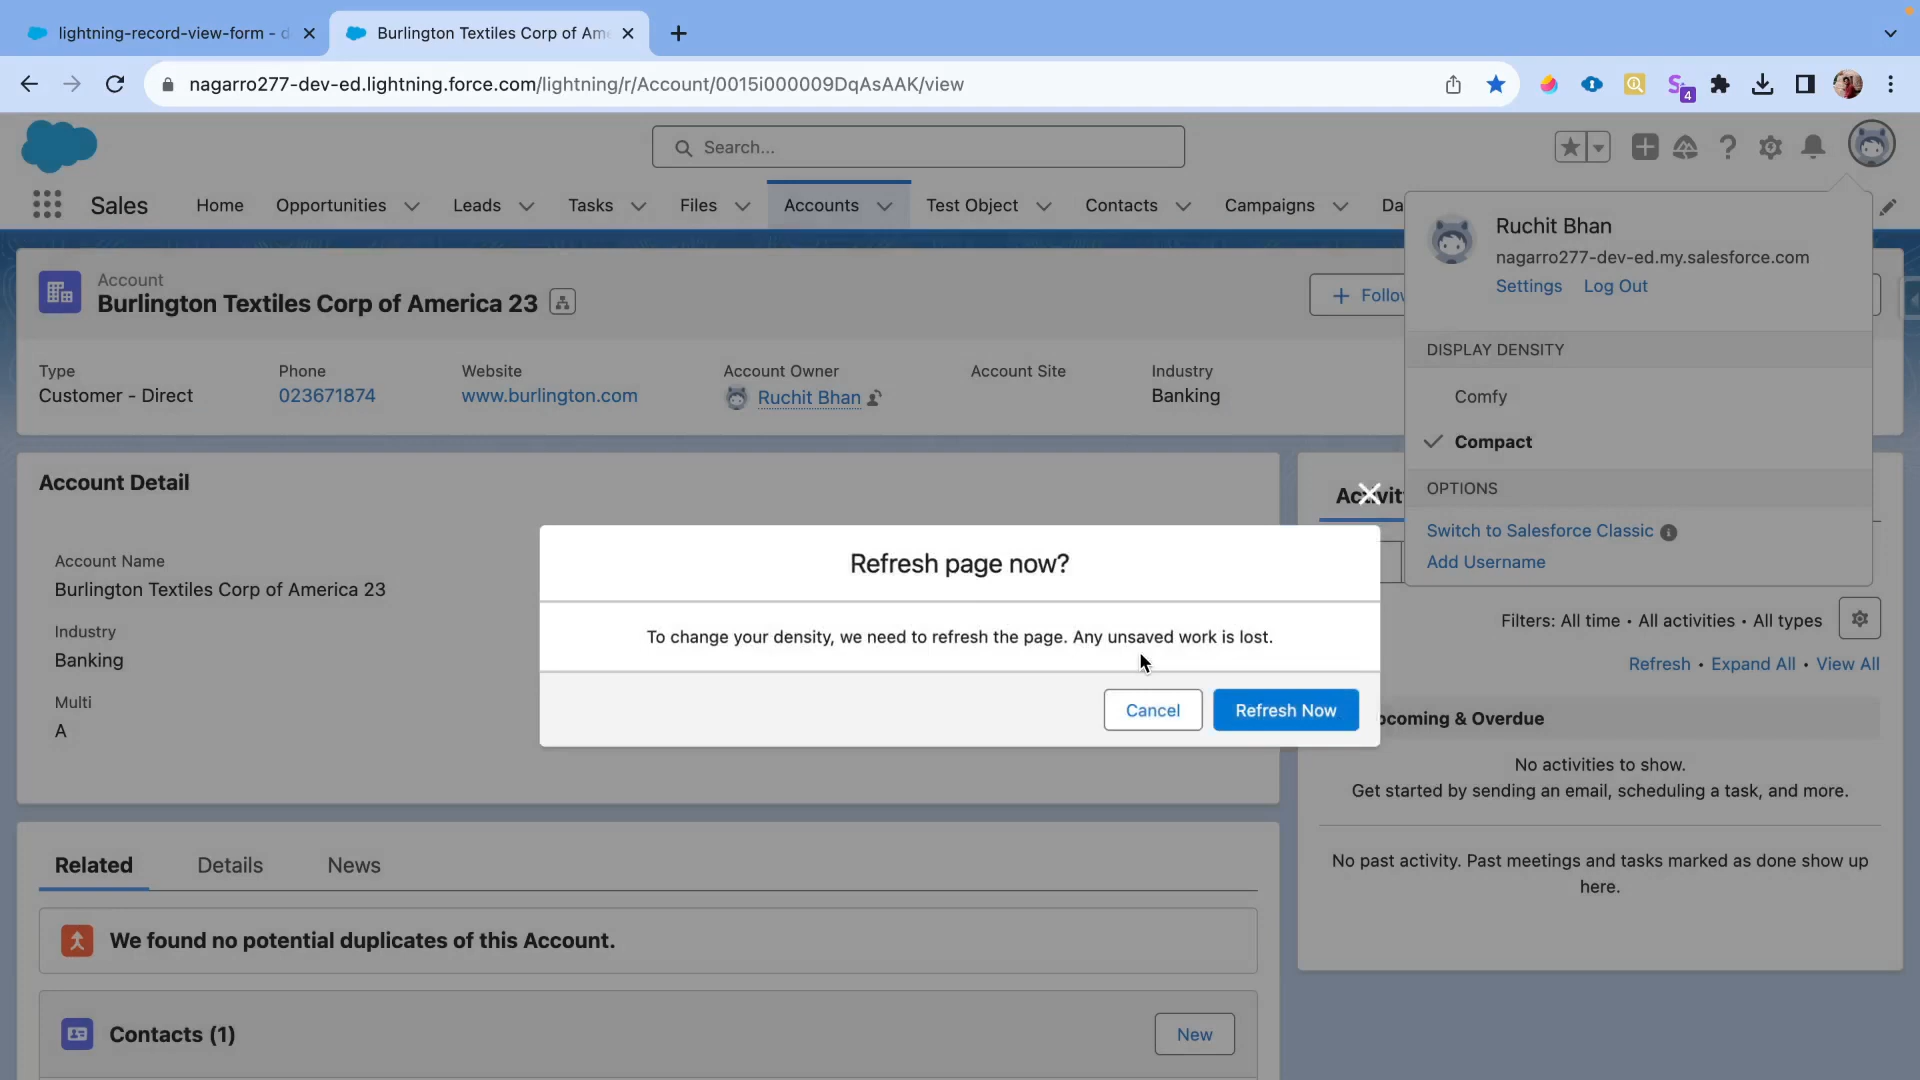 lightning-record-view-form - d
Burlington Textiles Corp of Am
nagarro277-dev-ed.lightning.force.com/lightning/r/Account/0015i000009DqAsAAK/view
4
Search...
Sales
Home
Opportunities
Leads
Tasks
Files
Accounts
Test Object
Contacts
Campaigns
Da
Account
Burlington Textiles Corp of America 23
Follow
Type
Customer - Direct
Phone
023671874
Website
www.burlington.com
Account Owner
Ruchit Bhan
Account Site
Industry
Banking
Ruchit Bhan
nagarro277-dev-ed.my.salesforce.com
Settings Log Out
DISPLAY DENSITY
Comfy
Compact
OPTIONS
Switch to Salesforce Classic
Add Username
Account Detail
Account Name
Burlington Textiles Corp of America 23
Industry
Banking
Multi
A
Refresh page now?
To change your density, we need to refresh the page. Any unsaved work is lost.
Cancel
Refresh Now
Filters: All time • All activities • All types
Refresh • Expand All • View All
pcoming & Overdue
No activities to show.
Get started by sending an email, scheduling a task, and more.
No past activity. Past meetings and tasks marked as done show up
here.
Related
Details
News
We found no potential duplicates of this Account.
Contacts (1)
New